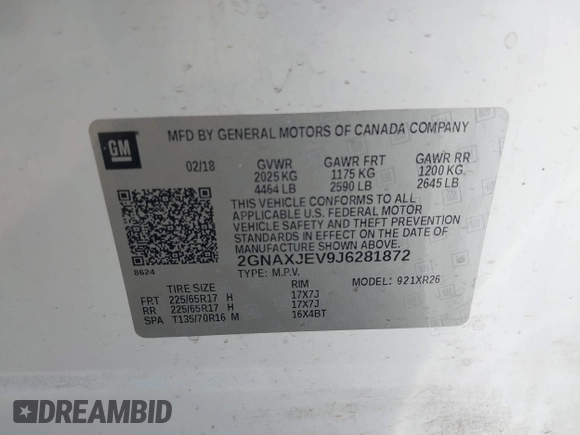 GM
MFD BY GENERAL MOTORS OF CANADA COMPANY
02/18 GVWR GAWR FRT GAWR RR
2025 KG 1175 KG 1200 KG
4464 LB 2590 LB 2645 LB
THIS VEHICLE CONFORMS TO ALL
APPLICABLE U.S. FEDERAL MOTOR
VEHICLE SAFETY AND THEFT PREVENTION
STANDARDS IN EFFECT ON THE DATE OF
MANUFACTURE SHOWN ABOVE.
8624 2GNAXJEV9J6281872
TYPE: M.P.V. MODEL: 921XR26
TIRE SIZE RIM
FRT 225/65R17 H 17X7J
RR 225/65R17 H 17X7J
SPA T135/70R16 M 16X4BT
DREAMBID